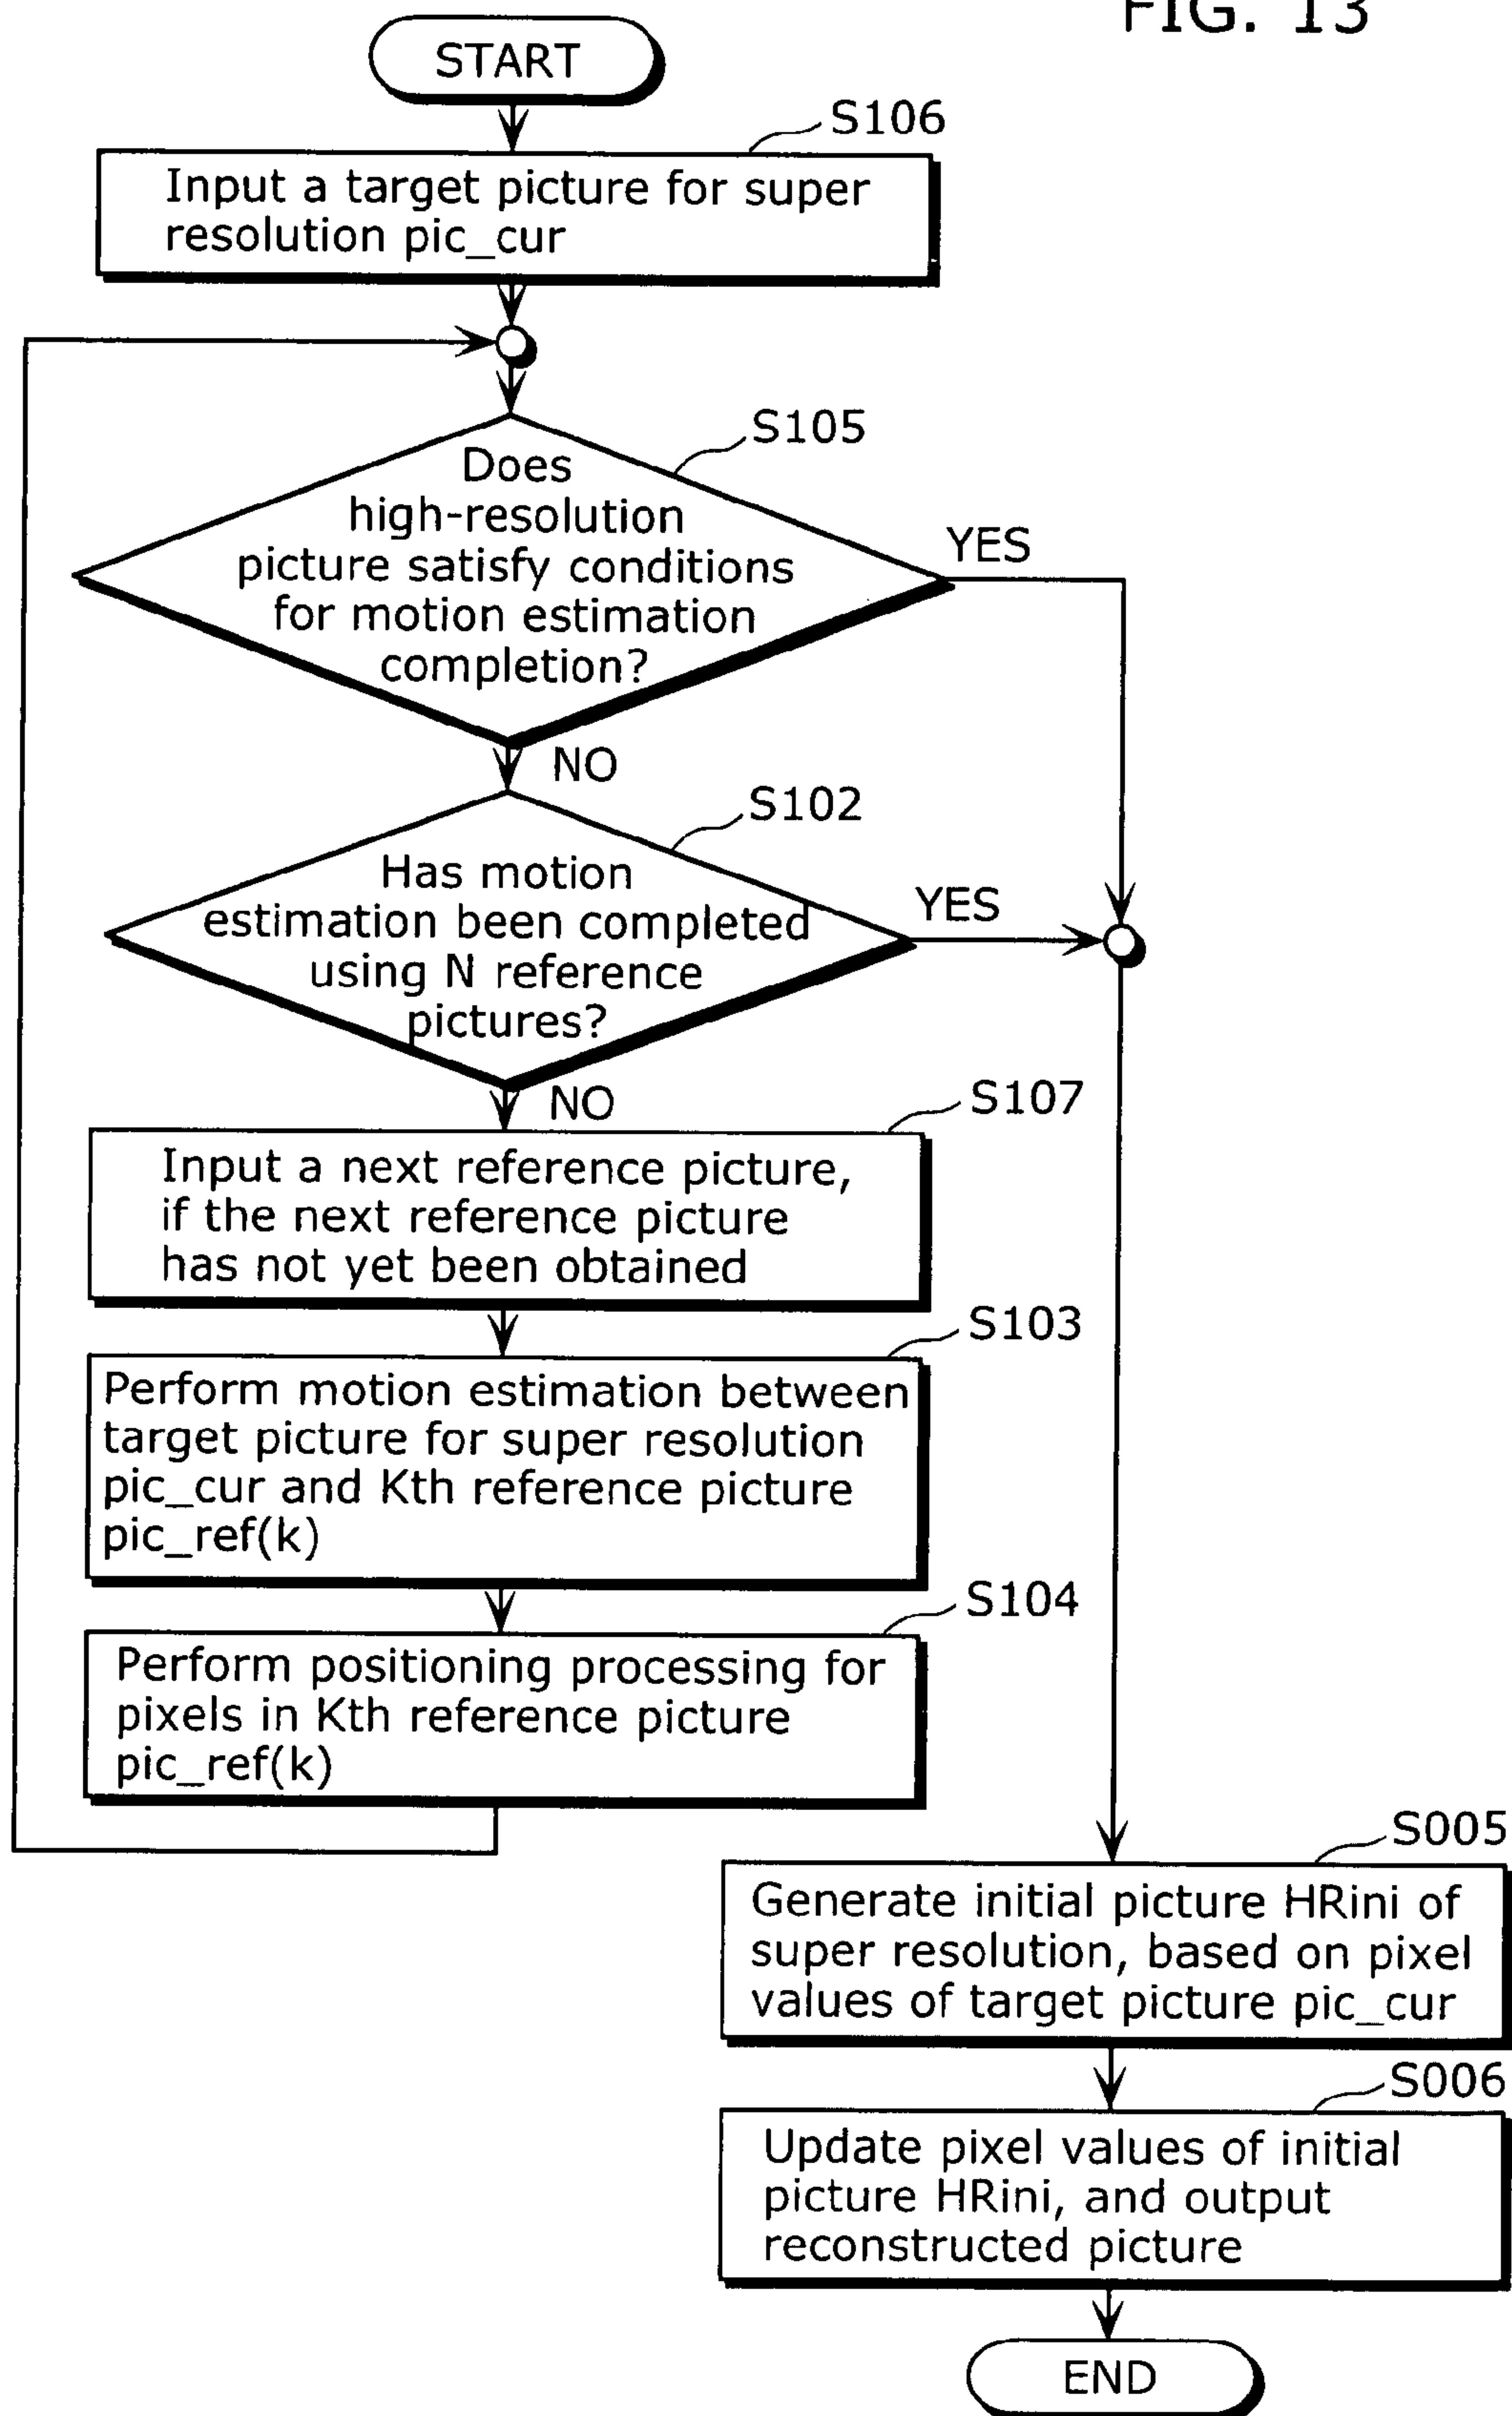 FIG. 13
START
S106
Input a target picture for super
resolution pic_cur
S105
Does
high-resolution
picture satisfy conditions
for motion estimation
completion?
YES
NO
S102
Has motion
estimation been completed
using N reference
pictures?
YES
NO
S107
Input a next reference picture,
if the next reference picture
has not yet been obtained
S103
Perform motion estimation between
target picture for super resolution
pic_cur and Kth reference picture
pic_ref(k)
S104
Perform positioning processing for
pixels in Kth reference picture
pic_ref(k)
S005
Generate initial picture HRini of
super resolution, based on pixel
values of target picture pic_cur
S006
Update pixel values of initial
picture HRini, and output
reconstructed picture
END